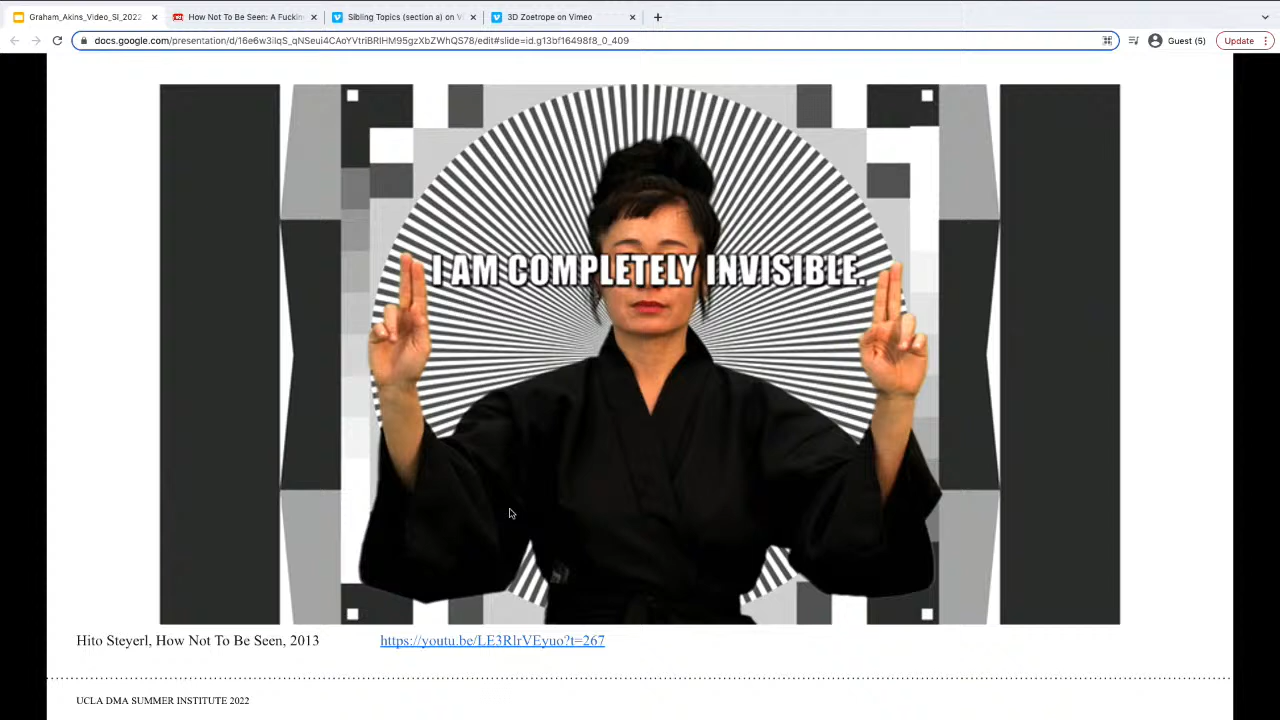 Graham_Akins_Video_SI_2022
How Not To Be Seen: A Fuckin
Sibling Topics (section a) on Vi
3D Zoetrope on Vimeo
docs.google.com/presentation/d/16e6w3ilqS_qNSeui4CAoYVtriBRIHM95gzXbZWhQS78/edit#slide=id.g13bf16498f8_0_409
Guest (5)
Update
I AM COMPLETELY INVISIBLE.
Hito Steyerl, How Not To Be Seen, 2013
https://youtu.be/LE3RlrVEyuo?t=267
UCLA DMA SUMMER INSTITUTE 2022